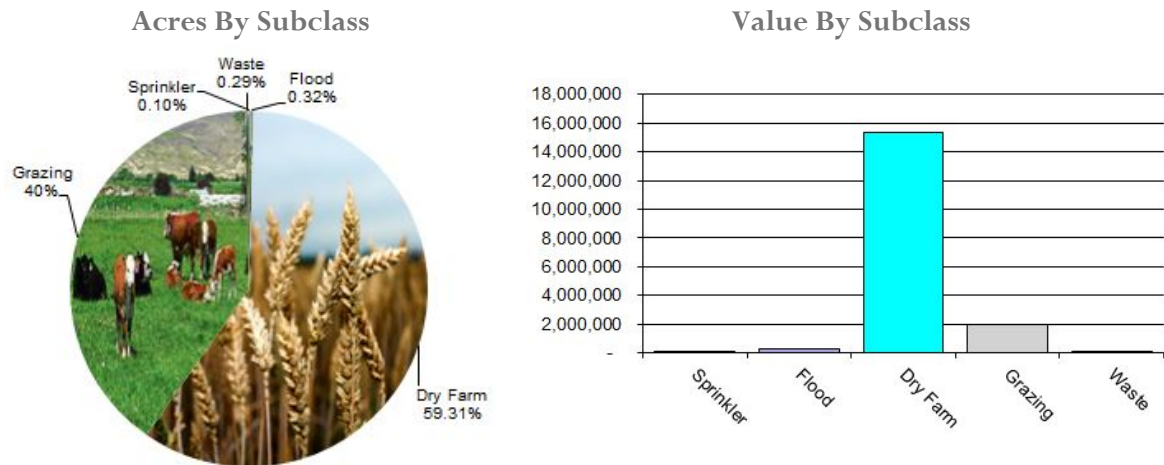 Acres By Subclass
Waste
0.29%
Flood
0.32%
Sprinkler
0.10%
Grazing
40%
Dry Farm
59.31%
Value By Subclass
18,000,000
16,000,000
14,000,000
12,000,000
10,000,000
8,000,000
6,000,000
4,000,000
2,000,000
-
Sprinkler
Flood
Dry Farm
Grazing
Waste